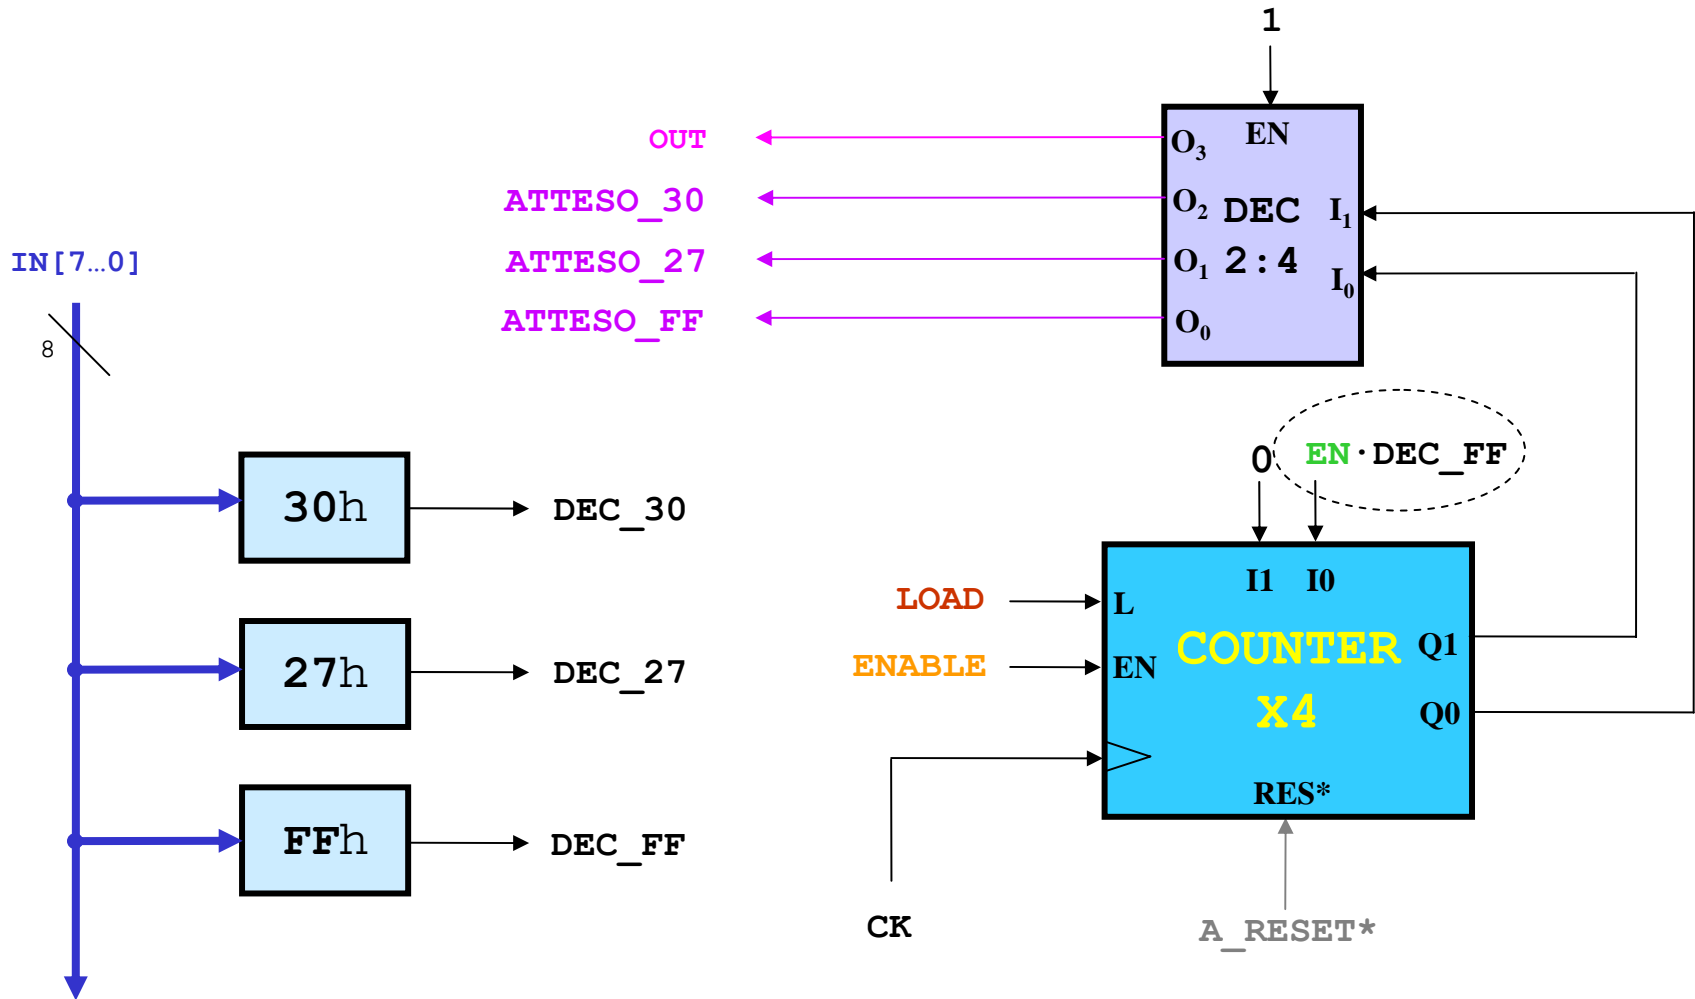 1
OUT
O3 EN
ATTESO_30
O2 DEC I1
IN[7…0]
ATTESO_27
O1 2:4 I0
ATTESO_FF
O0
8
0 EN·DEC_FF
30h DEC_30
I1 I0
LOAD L
COUNTER Q1
ENABLE EN
27h DEC_27
X4 Q0
RES*
FFh DEC_FF
CK A_RESET*